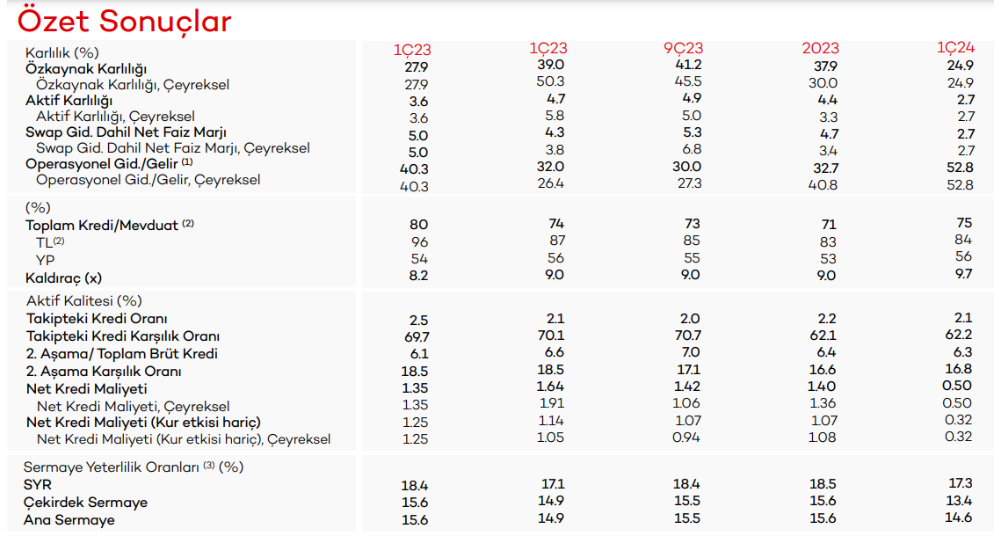 Özet Sonuçlar
Karlılık (%) 1Ç23 1Ç23 9Ç23 2023 1Ç24
Özkaynak Karlılığı 27.9 39.0 41.2 37.9 24.9
Özkaynak Karlılığı, Çeyreksel 27.9 50.3 45.5 30.0 24.9
Aktif Karlılığı 3.6 4.7 4.9 4.4 2.7
Aktif Karlılığı, Çeyreksel 3.6 5.8 5.0 3.3 2.7
Swap Gid. Dahil Net Faiz Marjı 5.0 4.3 5.3 4.7 2.7
Swap Gid. Dahil Net Faiz Marjı, Çeyreksel 5.0 3.8 6.8 3.4 2.7
Operasyonel Gid./Gelir (1) 40.3 32.0 30.0 32.7 52.8
Operasyonel Gid./Gelir, Çeyreksel 40.3 26.4 27.3 40.8 52.8
(%)
Toplam Kredi/Mevduat (2) 80 74 73 71 75
TL(2) 96 87 85 83 84
YP 54 56 55 53 56
Kaldıraç (x) 8.2 9.0 9.0 9.0 9.7
Aktif Kalitesi (%)
Takipteki Kredi Oranı 2.5 2.1 2.0 2.2 2.1
Takipteki Kredi Karşılık Oranı 69.7 70.1 70.7 62.1 62.2
2. Aşama/ Toplam Brüt Kredi 6.1 6.6 7.0 6.4 6.3
2. Aşama Karşılık Oranı 18.5 18.5 17.1 16.6 16.8
Net Kredi Maliyeti 1.35 1.64 1.42 1.40 0.50
Net Kredi Maliyeti, Çeyreksel 1.35 1.91 1.06 1.36 0.50
Net Kredi Maliyeti (Kur etkisi hariç) 1.25 1.14 1.07 1.07 0.32
Net Kredi Maliyeti (Kur etkisi hariç), Çeyreksel 1.25 1.05 0.94 1.08 0.32
Sermaye Yeterlilik Oranları (3) (%)
SYR 18.4 17.1 18.4 18.5 17.3
Çekirdek Sermaye 15.6 14.9 15.5 15.6 13.4
Ana Sermaye 15.6 14.9 15.5 15.6 14.6